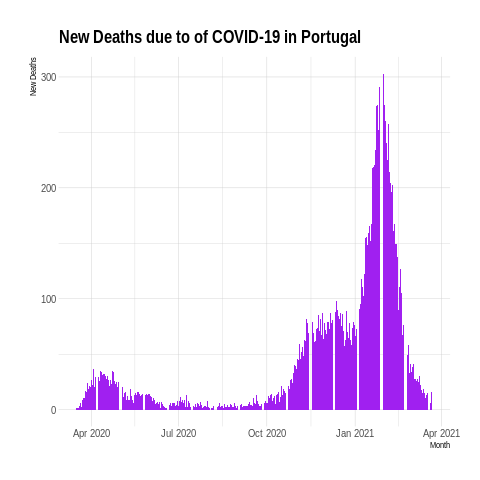 New Deaths due to of COVID-19 in Portugal
New Deaths
300
200
100
0
Apr 2020 Jul 2020 Oct 2020 Jan 2021 Apr 2021
Month